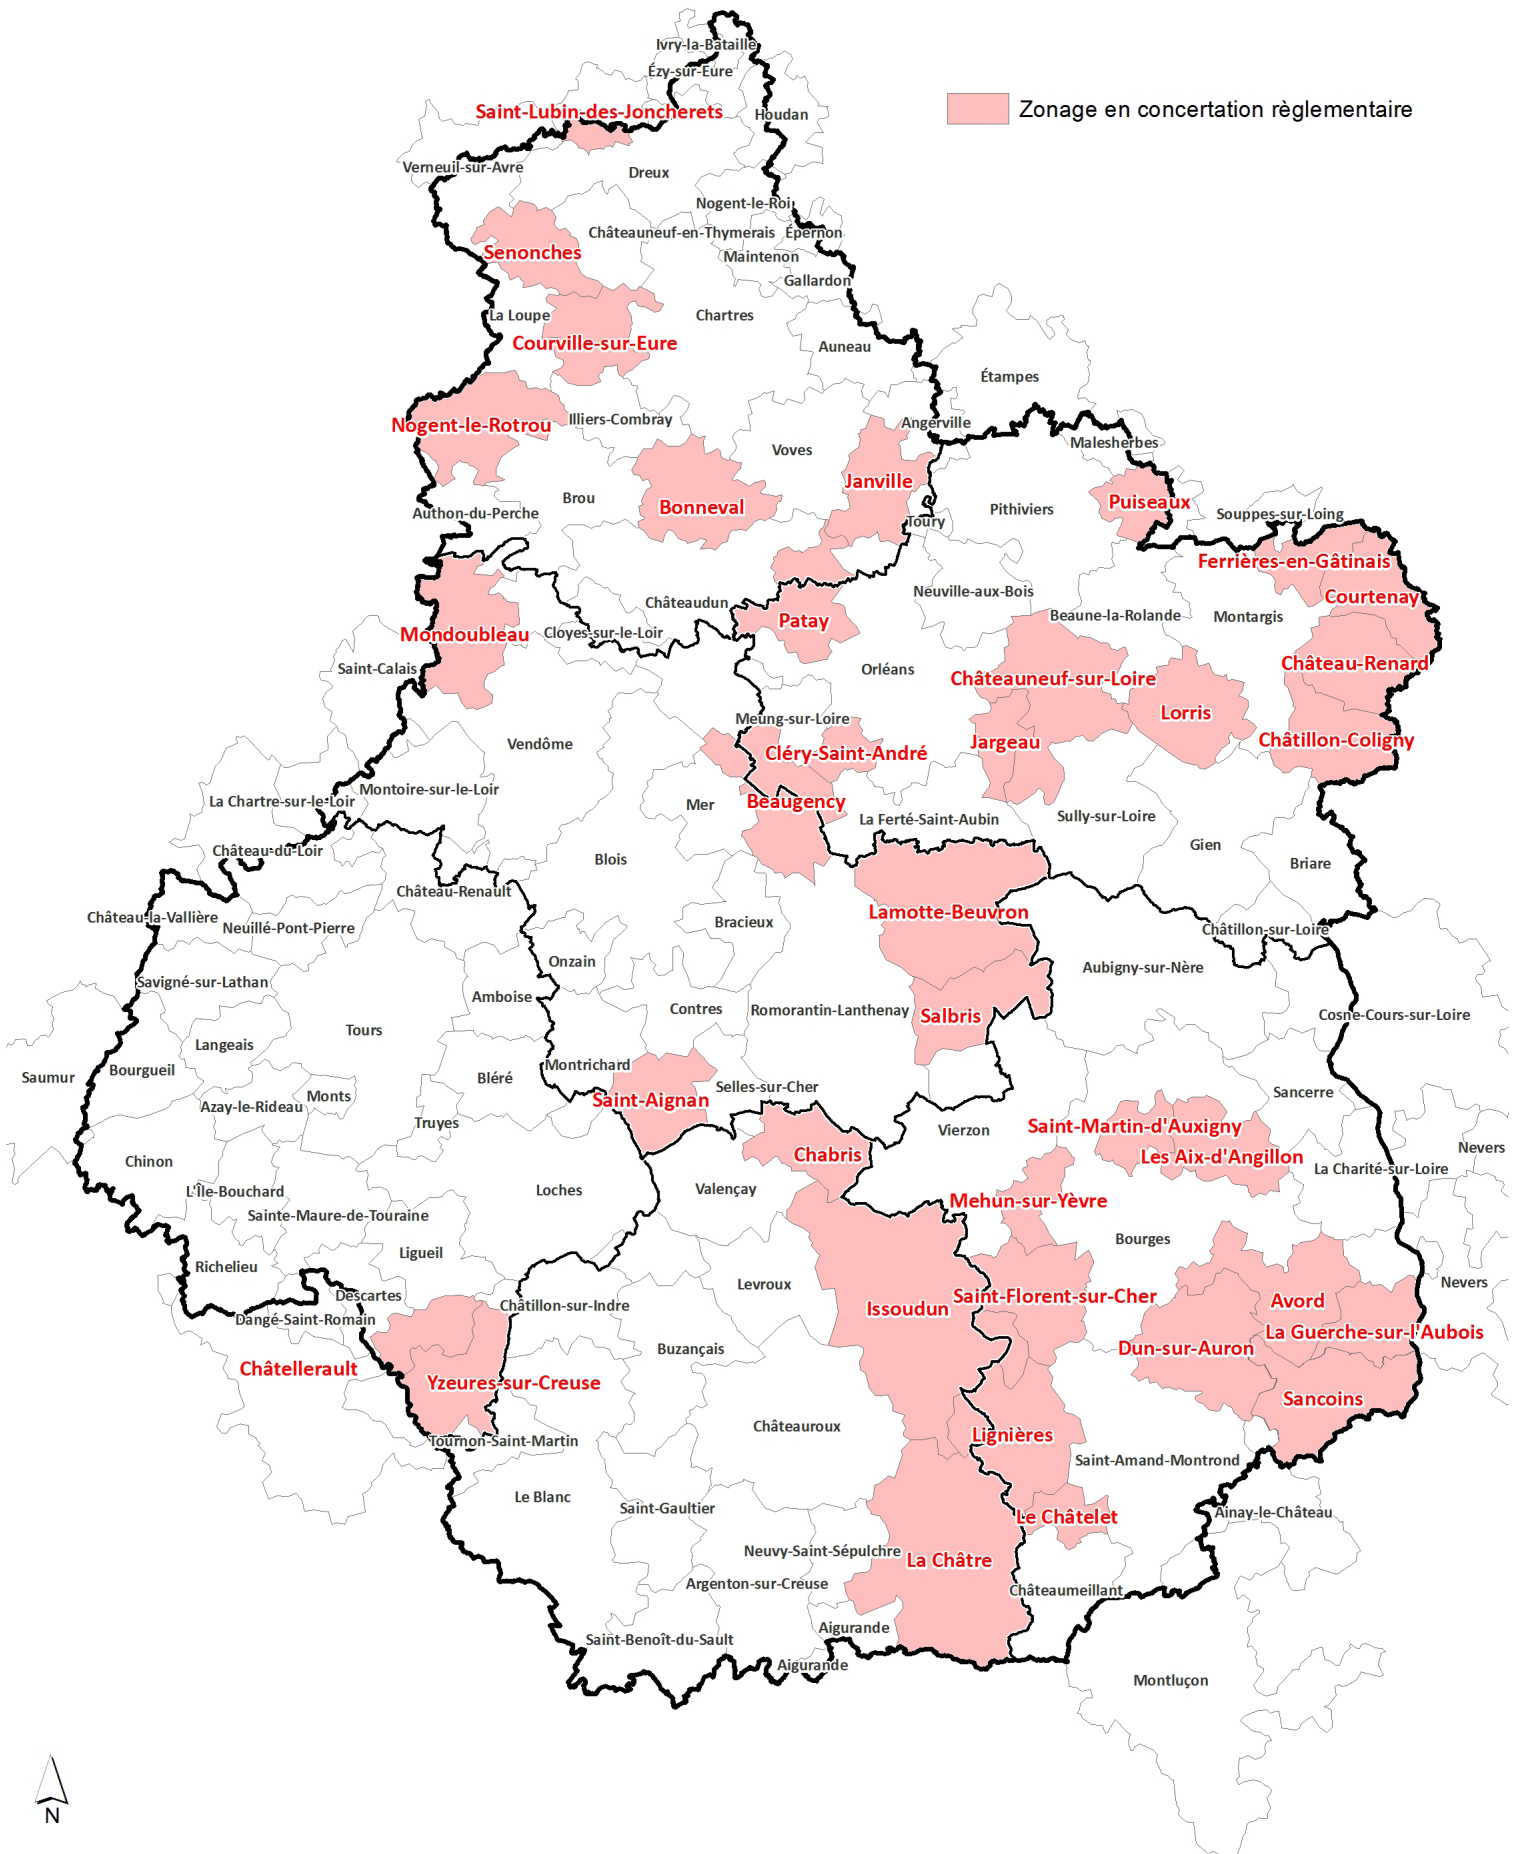 Ivry-la-Bataille
Ézy-sur-Eure
Saint-Lubin-des-Joncherets
Houdan
Zonage en concertation règlementaire
Verneuil-sur-Avre
Dreux
Nogent-le-Roi
Châteauneuf-en-Thymerais
Épernon
Senonches
Maintenon
Gallardon
La Loupe
Chartres
Courville-sur-Eure
Auneau
Étampes
Nogent-le-Rotrou
Illiers-Combray
Angerville
Malesherbes
Voves
Janville
Brou
Bonneval
Puiseaux
Pithiviers
Authon-du-Perche
Toury
Souppes-sur-Loing
Ferrières-en-Gâtinais
Neuville-aux-Bois
Courtenay
Châteaudun
Beaune-la-Rolande
Montargis
Patay
Mondoubleau
Cloyes-sur-le-Loir
Saint-Calais
Orléans
Château-Renard
Châteauneuf-sur-Loire
Lorris
Meung-sur-Loire
Vendôme
Cléry-Saint-André
Jargeau
Châtillon-Coligny
Montoire-sur-le-Loir
La Chartre-sur-le-Loir
Mer
Beaugency
La Ferté-Saint-Aubin
Sully-sur-Loire
Château-du-Loir
Blois
Gien
Briare
Château-Renault
Château-la-Vallière
Neuillé-Pont-Pierre
Bracieux
Lamotte-Beuvron
Châtillon-sur-Loire
Onzain
Aubigny-sur-Nère
Savigné-sur-Lathan
Amboise
Contres
Romorantin-Lanthenay
Salbris
Cosne-Cours-sur-Loire
Tours
Langeais
Saumur
Bourgueil
Montrichard
Bléré
Selles-sur-Cher
Sancerre
Monts
Azay-le-Rideau
Saint-Aignan
Truyes
Vierzon
Saint-Martin-d'Auxigny
Nevers
Les Aix-d'Angillon
Chinon
Chabris
La Charité-sur-Loire
L'Île-Bouchard
Loches
Valençay
Mehun-sur-Yèvre
Sainte-Maure-de-Touraine
Bourges
Ligueil
Richelieu
Levroux
Nevers
Descartes
Châtillon-sur-Indre
Issoudun
Saint-Florent-sur-Cher
Avord
Dangé-Saint-Romain
La Guerche-sur-l'Aubois
Buzançais
Dun-sur-Auron
Châtellerault
Yzeures-sur-Creuse
Sancoins
Châteauroux
Lignières
Tournon-Saint-Martin
Saint-Amand-Montrond
Le Blanc
Saint-Gaultier
Le Châtelet
Ainay-le-Château
Neuvy-Saint-Sépulchre
La Châtre
Argenton-sur-Creuse
Châteaumeillant
Aigurande
Saint-Benoît-du-Sault
Aigurande
Montluçon
N